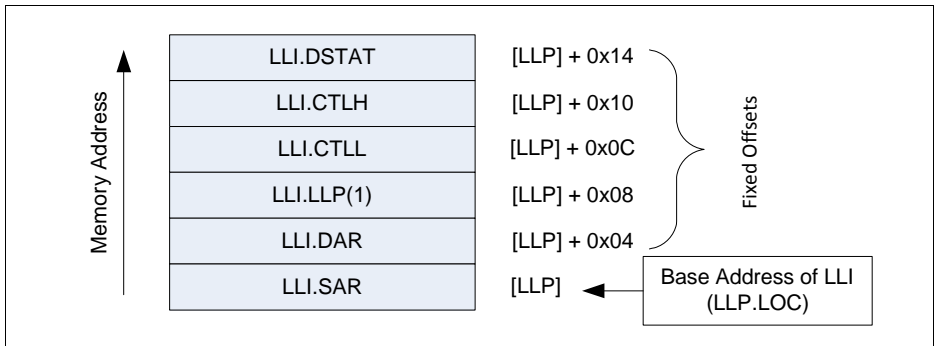 Memory Address
LLI.DSTAT [LLP] + 0x14
LLI.CTLH [LLP] + 0x10
LLI.CTLL [LLP] + 0x0C
LLI.LLP(1) [LLP] + 0x08
LLI.DAR [LLP] + 0x04
LLI.SAR [LLP]
Fixed Offsets
Base Address of LLI
(LLP.LOC)